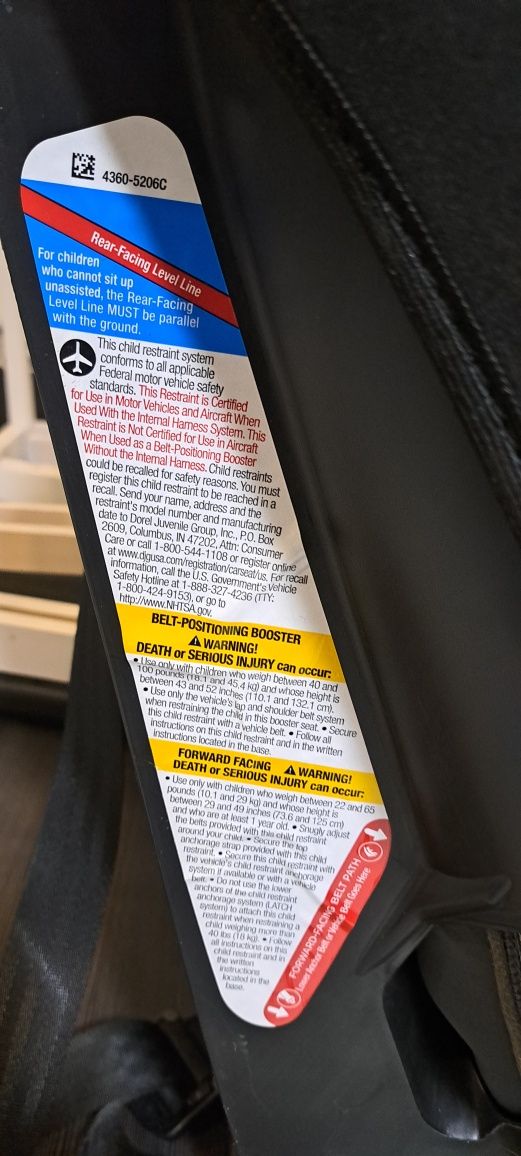 4360-5206C
Rear-Facing Level Line
For children
who cannot sit up
unassisted, the Rear-Facing
Level Line MUST be parallel
with the ground.
This child restraint system
conforms to all applicable
Federal motor vehicle safety
standards. This Restraint is Certified
for Use in Motor Vehicles and Aircraft When
Used With the Internal Harness System. This
Restraint is Not Certified for Use in Aircraft
When Used as a Belt-Positioning Booster
Without the Internal Harness. Child restraints
could be recalled for safety reasons. You must
register this child restraint to be reached in a
recall. Send your name, address and the
restraint's model number and manufacturing
date to Dorel Juvenile Group, Inc., P.O. Box
2609, Columbus, IN 47202, Attn: Consumer
Care or call 1-800-544-1108 or register online
at www.djgusa.com/registration/carseat/us. For recall
information, call the U.S. Government's Vehicle
Safety Hotline at 1-888-327-4236 (TTY:
1-800-424-9153), or go to
http://www.NHTSA.gov.
BELT-POSITIONING BOOSTER
WARNING!
DEATH or SERIOUS INJURY can occur:
• Use only with children who weigh between 40 and
100 pounds (18.1 and 45.4 kg) and whose height is
between 43 and 52 inches (110.1 and 132.1 cm).
• Use only the vehicle's lap and shoulder belt system
when restraining the child in this booster seat. • Secure
this child restraint with a vehicle belt. • Follow all
instructions on this child restraint and in the written
instructions located in the base.
FORWARD FACING WARNING!
DEATH or SERIOUS INJURY can occur:
• Use only with children who weigh between 22 and 65
pounds (10.1 and 29 kg) and whose height is
between 29 and 49 inches (73.6 and 125 cm)
and who are at least 1 year old. • Snugly adjust
the belts provided with this child restraint
around your child. • Secure the top
anchorage strap provided with this child
restraint. • Secure this child restraint with
the vehicle's child restraint anchorage
system if available or with a vehicle
belt. • Do not use the lower
anchors of the child restraint
anchorage system (LATCH
system) to attach this child
restraint when restraining a
child weighing more than
40 lbs (18 kg). • Follow
all instructions on this
child restraint and in
the written
instructions
located in the
base.
FORWARD-FACING BELT PATH
Lower Anchor Belt or Vehicle Belt Goes Here